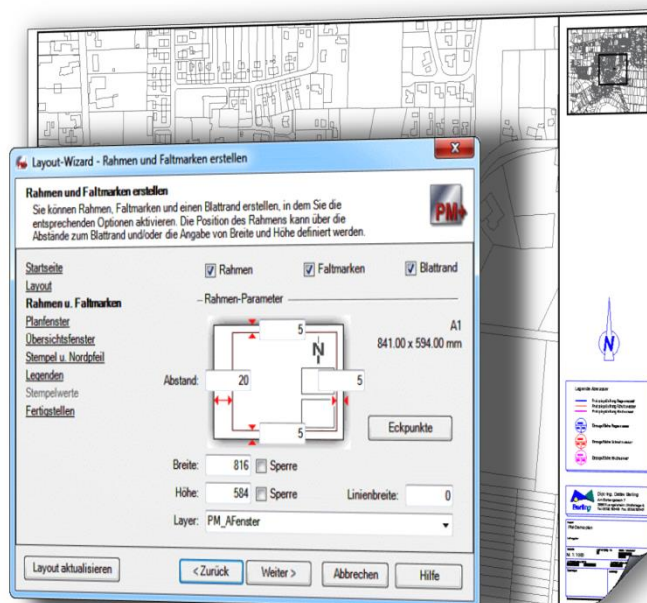 Layout-Wizard - Rahmen und Faltmarken erstellen
Rahmen und Faltmarken erstellen
Sie können Rahmen, Faltmarken und einen Blattrand erstellen, in dem Sie die
entsprechenden Optionen aktivieren. Die Position des Rahmens kann über die
Abstände zum Blattrand und/oder die Angabe von Breite und Höhe definiert werden.
PM+
Startseite
Layout
Rahmen u. Faltmarken
Planfenster
Übersichtsfenster
Stempel u. Nordpfeil
Legenden
Stempelwerte
Fertigstellen
Rahmen Faltmarken Blattrand
Rahmen-Parameter
5
N
A1
841.00 x 594.00 mm
Abstand: 20 5
5
Eckpunkte
Breite: 816 Sperre
Höhe: 584 Sperre Linienbreite: 0
Layer: PM_AFenster
Layout aktualisieren < Zurück Weiter > Abbrechen Hilfe
N
Bertling